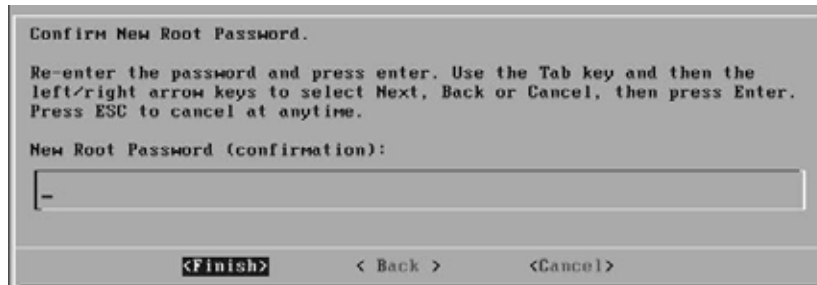 Confirm New Root Password.
Re-enter the password and press enter. Use the Tab key and then the
left/right arrow keys to select Next, Back or Cancel, then press Enter.
Press ESC to cancel at anytime.
New Root Password (confirmation):
_
<Finish> < Back > <Cancel>